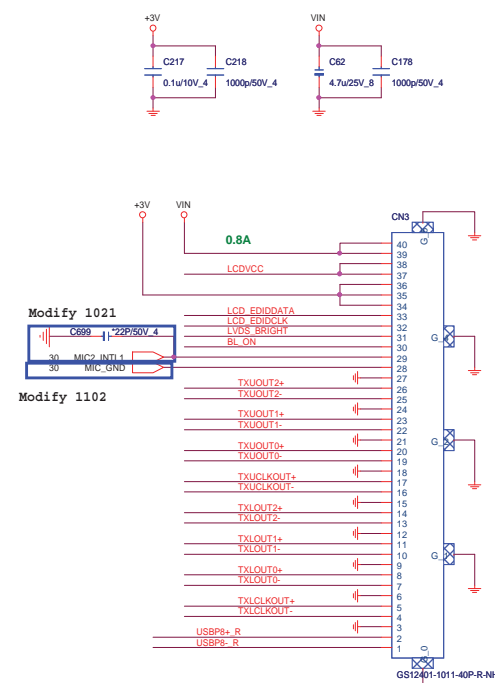 +3V
VIN
C217
C218
C62
C178
0.1u/10V_4
1000p/50V_4
4.7u/25V_8
1000p/50V_4
+3V
VIN
CN3
0.8A
40
39
LCDVCC
38
37
36
35
34
LCD_EDIDDATA
33
LCD_EDIDCLK
32
LVDS_BRIGHT
31
BL_ON
30
Modify 1021
C699
*22P/50V_4
30
MIC2_INTL1
29
30
MIC_GND
28
Modify 1102
27
TXUOUT2+
26
TXUOUT2-
25
24
TXUOUT1+
23
TXUOUT1-
22
21
TXUOUT0+
20
TXUOUT0-
19
18
TXUCLKOUT+
17
TXUCLKOUT-
16
15
TXLOUT2+
14
TXLOUT2-
13
12
TXLOUT1+
11
TXLOUT1-
10
9
TXLOUT0+
8
TXLOUT0-
7
6
TXLCLKOUT+
5
TXLCLKOUT-
4
3
USBP8+_R
2
USBP8-_R
1
GS12401-1011-40P-R-NH